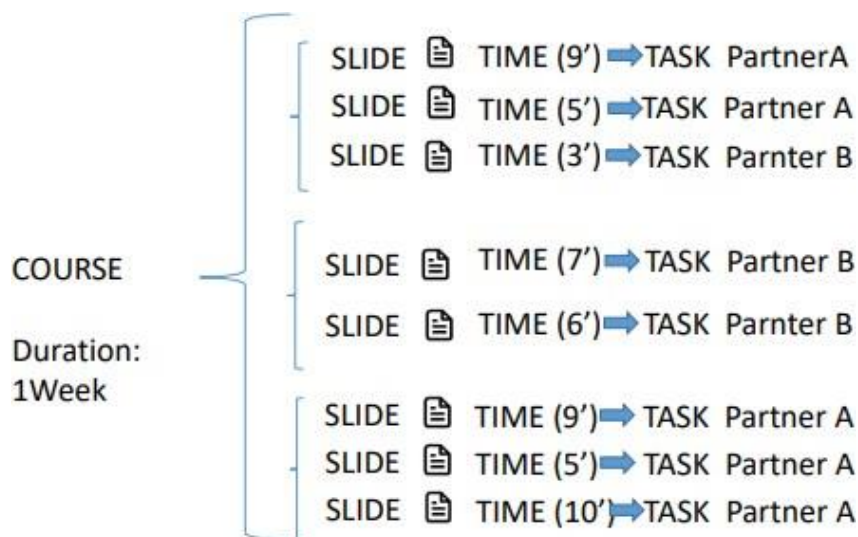 SLIDE TIME (9’) TASK PartnerA
SLIDE TIME (5’) TASK Partner A
SLIDE TIME (3’) TASK Parnter B
COURSE
SLIDE TIME (7’) TASK Partner B
SLIDE TIME (6’) TASK Parnter B
Duration:
1Week
SLIDE TIME (9’) TASK Partner A
SLIDE TIME (5’) TASK Partner A
SLIDE TIME (10’) TASK Partner A